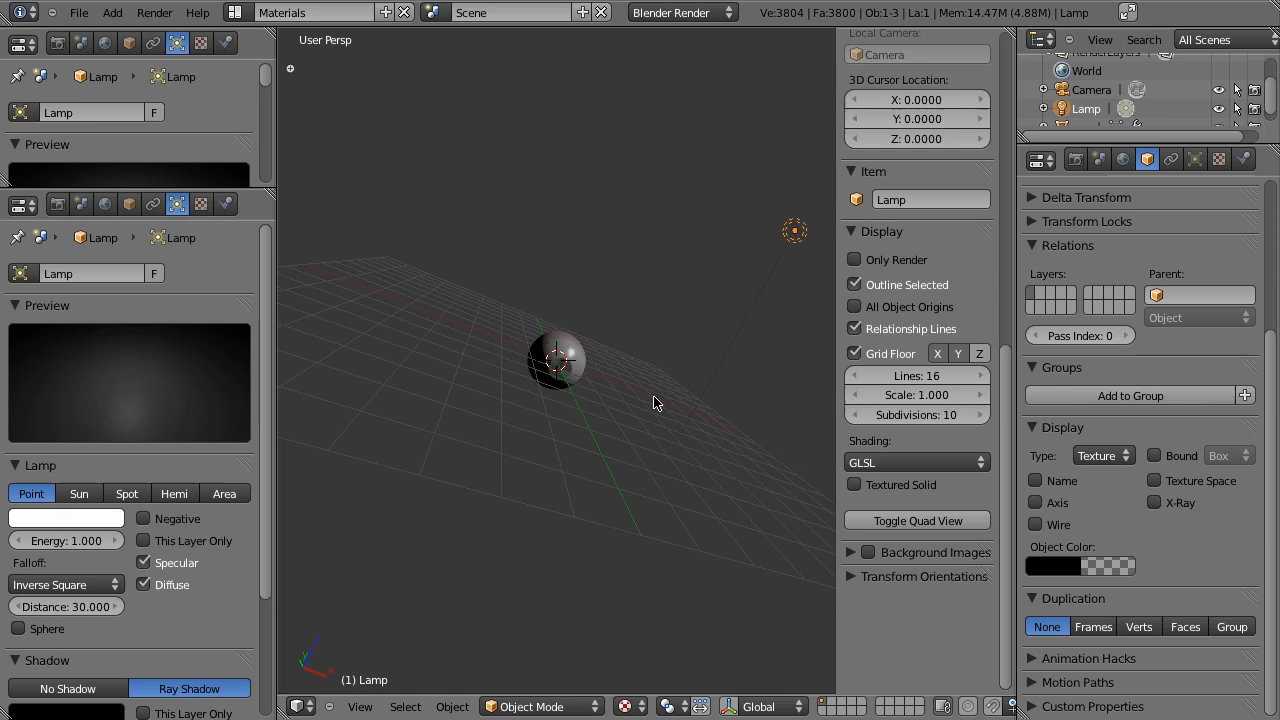 File Add Render Help Materials Scene Blender Render Ve:3804 | Fa:3800 | Ob:1-3 | La:1 | Mem:14.47M (4.88M) | Lamp
Lamp Lamp
Lamp F
Preview
Lamp Lamp
Lamp F
Preview
Lamp
Point Sun Spot Hemi Area
Negative
Energy: 1.000 This Layer Only
Falloff: Specular
Inverse Square Diffuse
Distance: 30.000
Sphere
Shadow
No Shadow Ray Shadow
This Layer Only
User Persp
(1) Lamp
View Select Object Object Mode Global
Local Camera:
Camera
3D Cursor Location:
X: 0.0000
Y: 0.0000
Z: 0.0000
Item
Lamp
Display
Only Render
Outline Selected
All Object Origins
Relationship Lines
Grid Floor X Y Z
Lines: 16
Scale: 1.000
Subdivisions: 10
Shading:
GLSL
Textured Solid
Toggle Quad View
Background Images
Transform Orientations
View Search All Scenes
RenderLayers
World
Camera
Lamp
Delta Transform
Transform Locks
Relations
Layers: Parent:
Object
Pass Index: 0
Groups
Add to Group
Display
Type: Texture Bound Box
Name Texture Space
Axis X-Ray
Wire
Object Color:
Duplication
None Frames Verts Faces Group
Animation Hacks
Motion Paths
Custom Properties